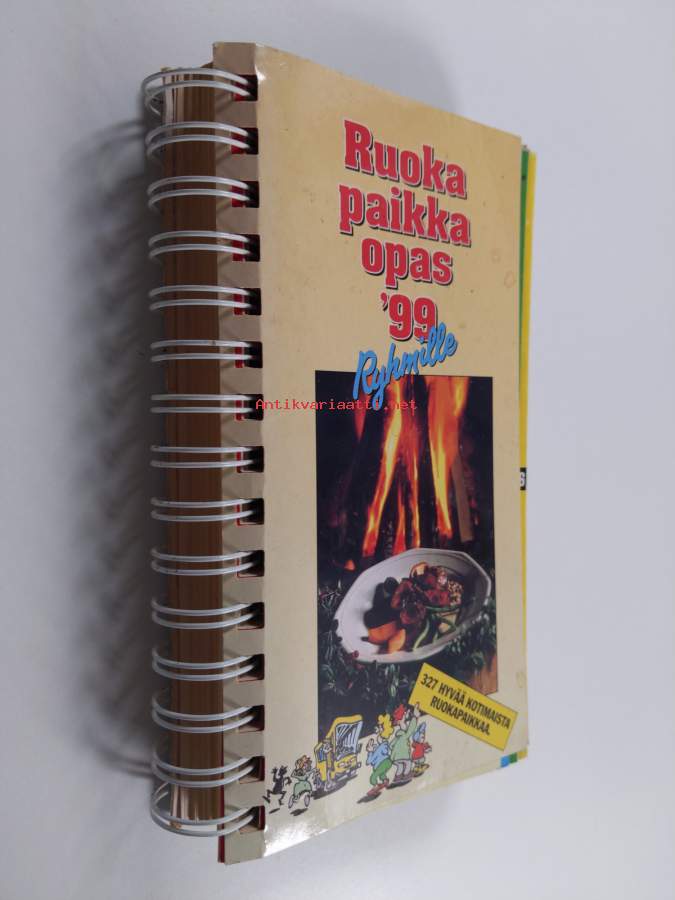 Ruoka
paikka
opas
'99
Ryhmille
Antikvariaatti.net
327 HYVÄÄ KOTIMAISTA
RUOKAPAIKKAA.